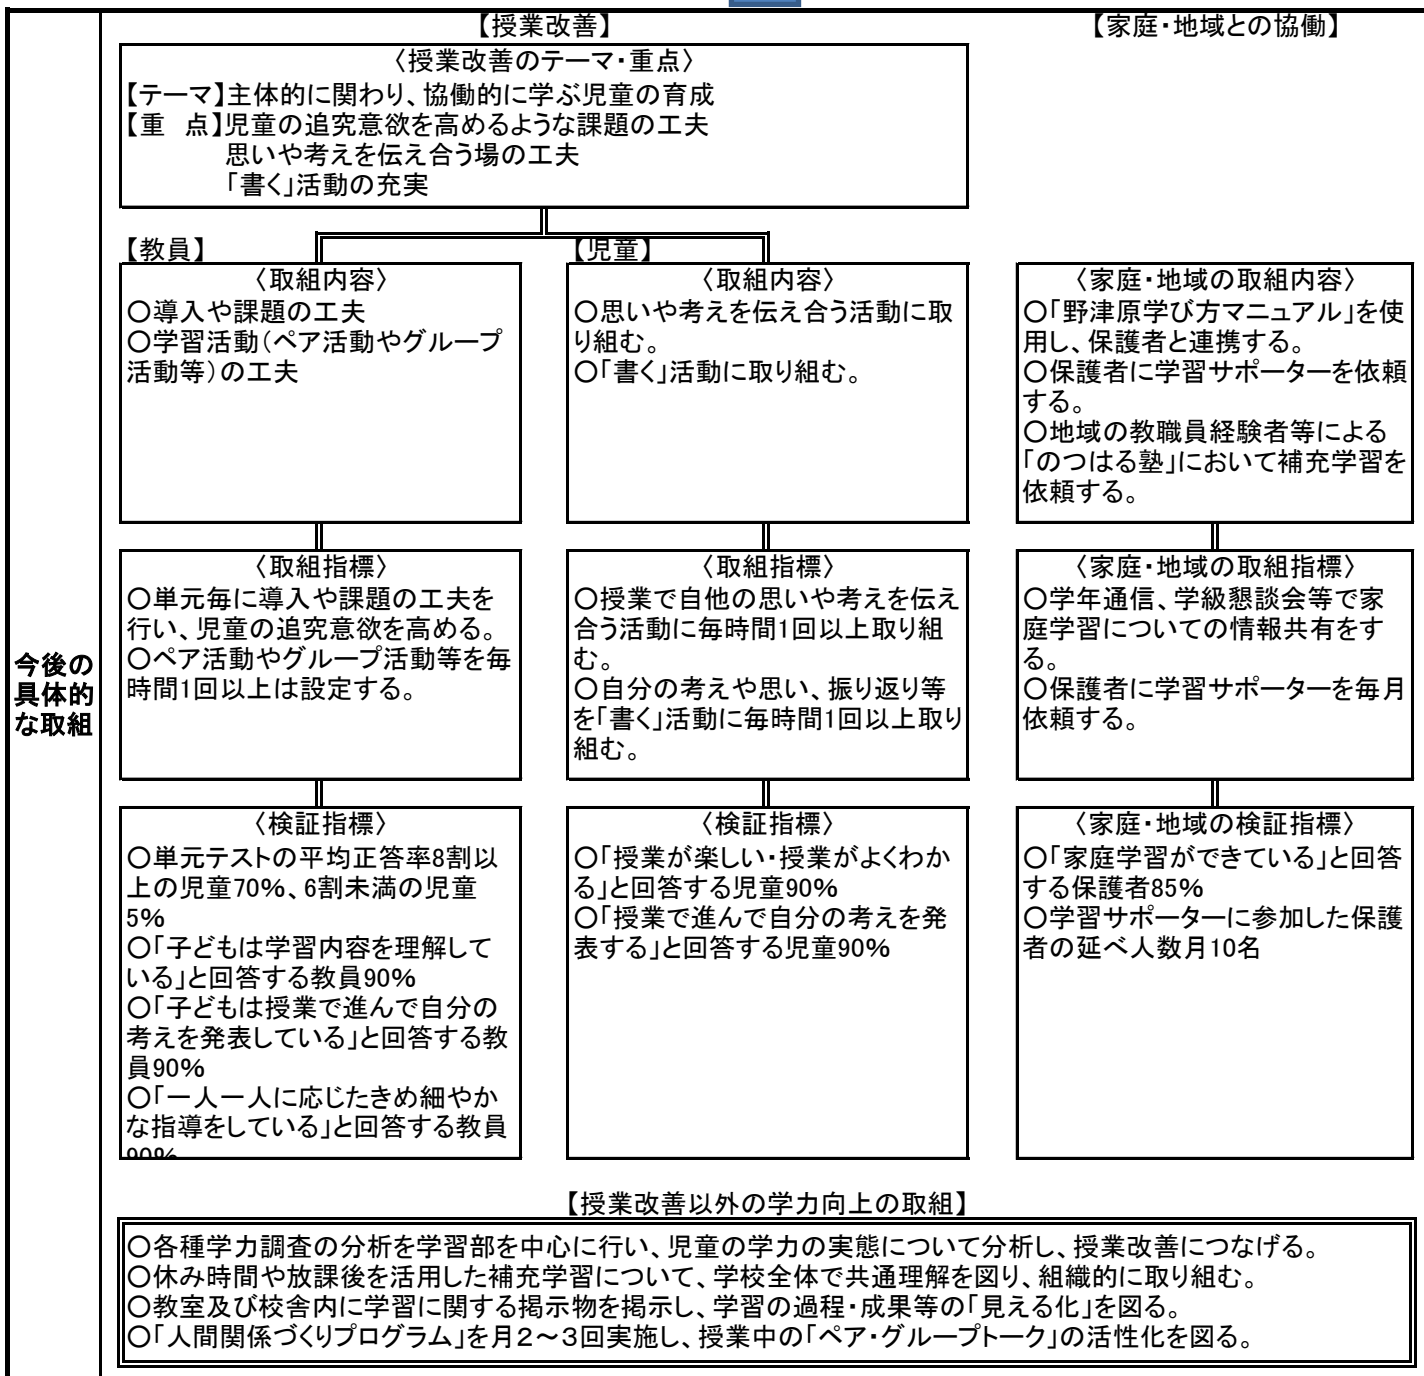 【授業改善】
【家庭・地域との協働】
〈授業改善のテーマ・重点〉
【テーマ】主体的に関わり、協働的に学ぶ児童の育成
【重　点】児童の追究意欲を高めるような課題の工夫
思いや考えを伝え合う場の工夫
「書く」活動の充実
【教員】
〈取組内容〉
〇導入や課題の工夫
〇学習活動（ペア活動やグループ
活動等）の工夫
【児童】
〈取組内容〉
〇思いや考えを伝え合う活動に取
り組む。
〇「書く」活動に取り組む。
〈家庭・地域の取組内容〉
〇「野津原学び方マニュアル」を使
用し、保護者と連携する。
〇保護者に学習サポーターを依頼
する。
〇地域の教職員経験者等による
「のつはる塾」において補充学習を
依頼する。
今後の
具体的
な取組
〈取組指標〉
〇単元毎に導入や課題の工夫を
行い、児童の追究意欲を高める。
〇ペア活動やグループ活動等を毎
時間1回以上は設定する。
〈取組指標〉
〇授業で自他の思いや考えを伝え
合う活動に毎時間1回以上取り組
む。
〇自分の考えや思い、振り返り等
を「書く」活動に毎時間1回以上取り
組む。
〈家庭・地域の取組指標〉
〇学年通信、学級懇談会等で家
庭学習についての情報共有をす
る。
〇保護者に学習サポーターを毎月
依頼する。
〈検証指標〉
〇単元テストの平均正答率8割以
上の児童70%、6割未満の児童
5%
〇「子どもは学習内容を理解して
いる」と回答する教員90%
〇「子どもは授業で進んで自分の
考えを発表している」と回答する教
員90%
〇「一人一人に応じたきめ細やか
な指導をしている」と回答する教員
90%
〈検証指標〉
〇「授業が楽しい・授業がよくわか
る」と回答する児童90%
〇「授業で進んで自分の考えを発
表する」と回答する児童90%
〈家庭・地域の検証指標〉
〇「家庭学習ができている」と回答
する保護者85%
〇学習サポーターに参加した保護
者の延べ人数月10名
【授業改善以外の学力向上の取組】
〇各種学力調査の分析を学習部を中心に行い、児童の学力の実態について分析し、授業改善につなげる。
〇休み時間や放課後を活用した補充学習について、学校全体で共通理解を図り、組織的に取り組む。
〇教室及び校舎内に学習に関する掲示物を掲示し、学習の過程・成果等の「見える化」を図る。
〇「人間関係づくりプログラム」を月２～３回実施し、授業中の「ペア・グループトーク」の活性化を図る。